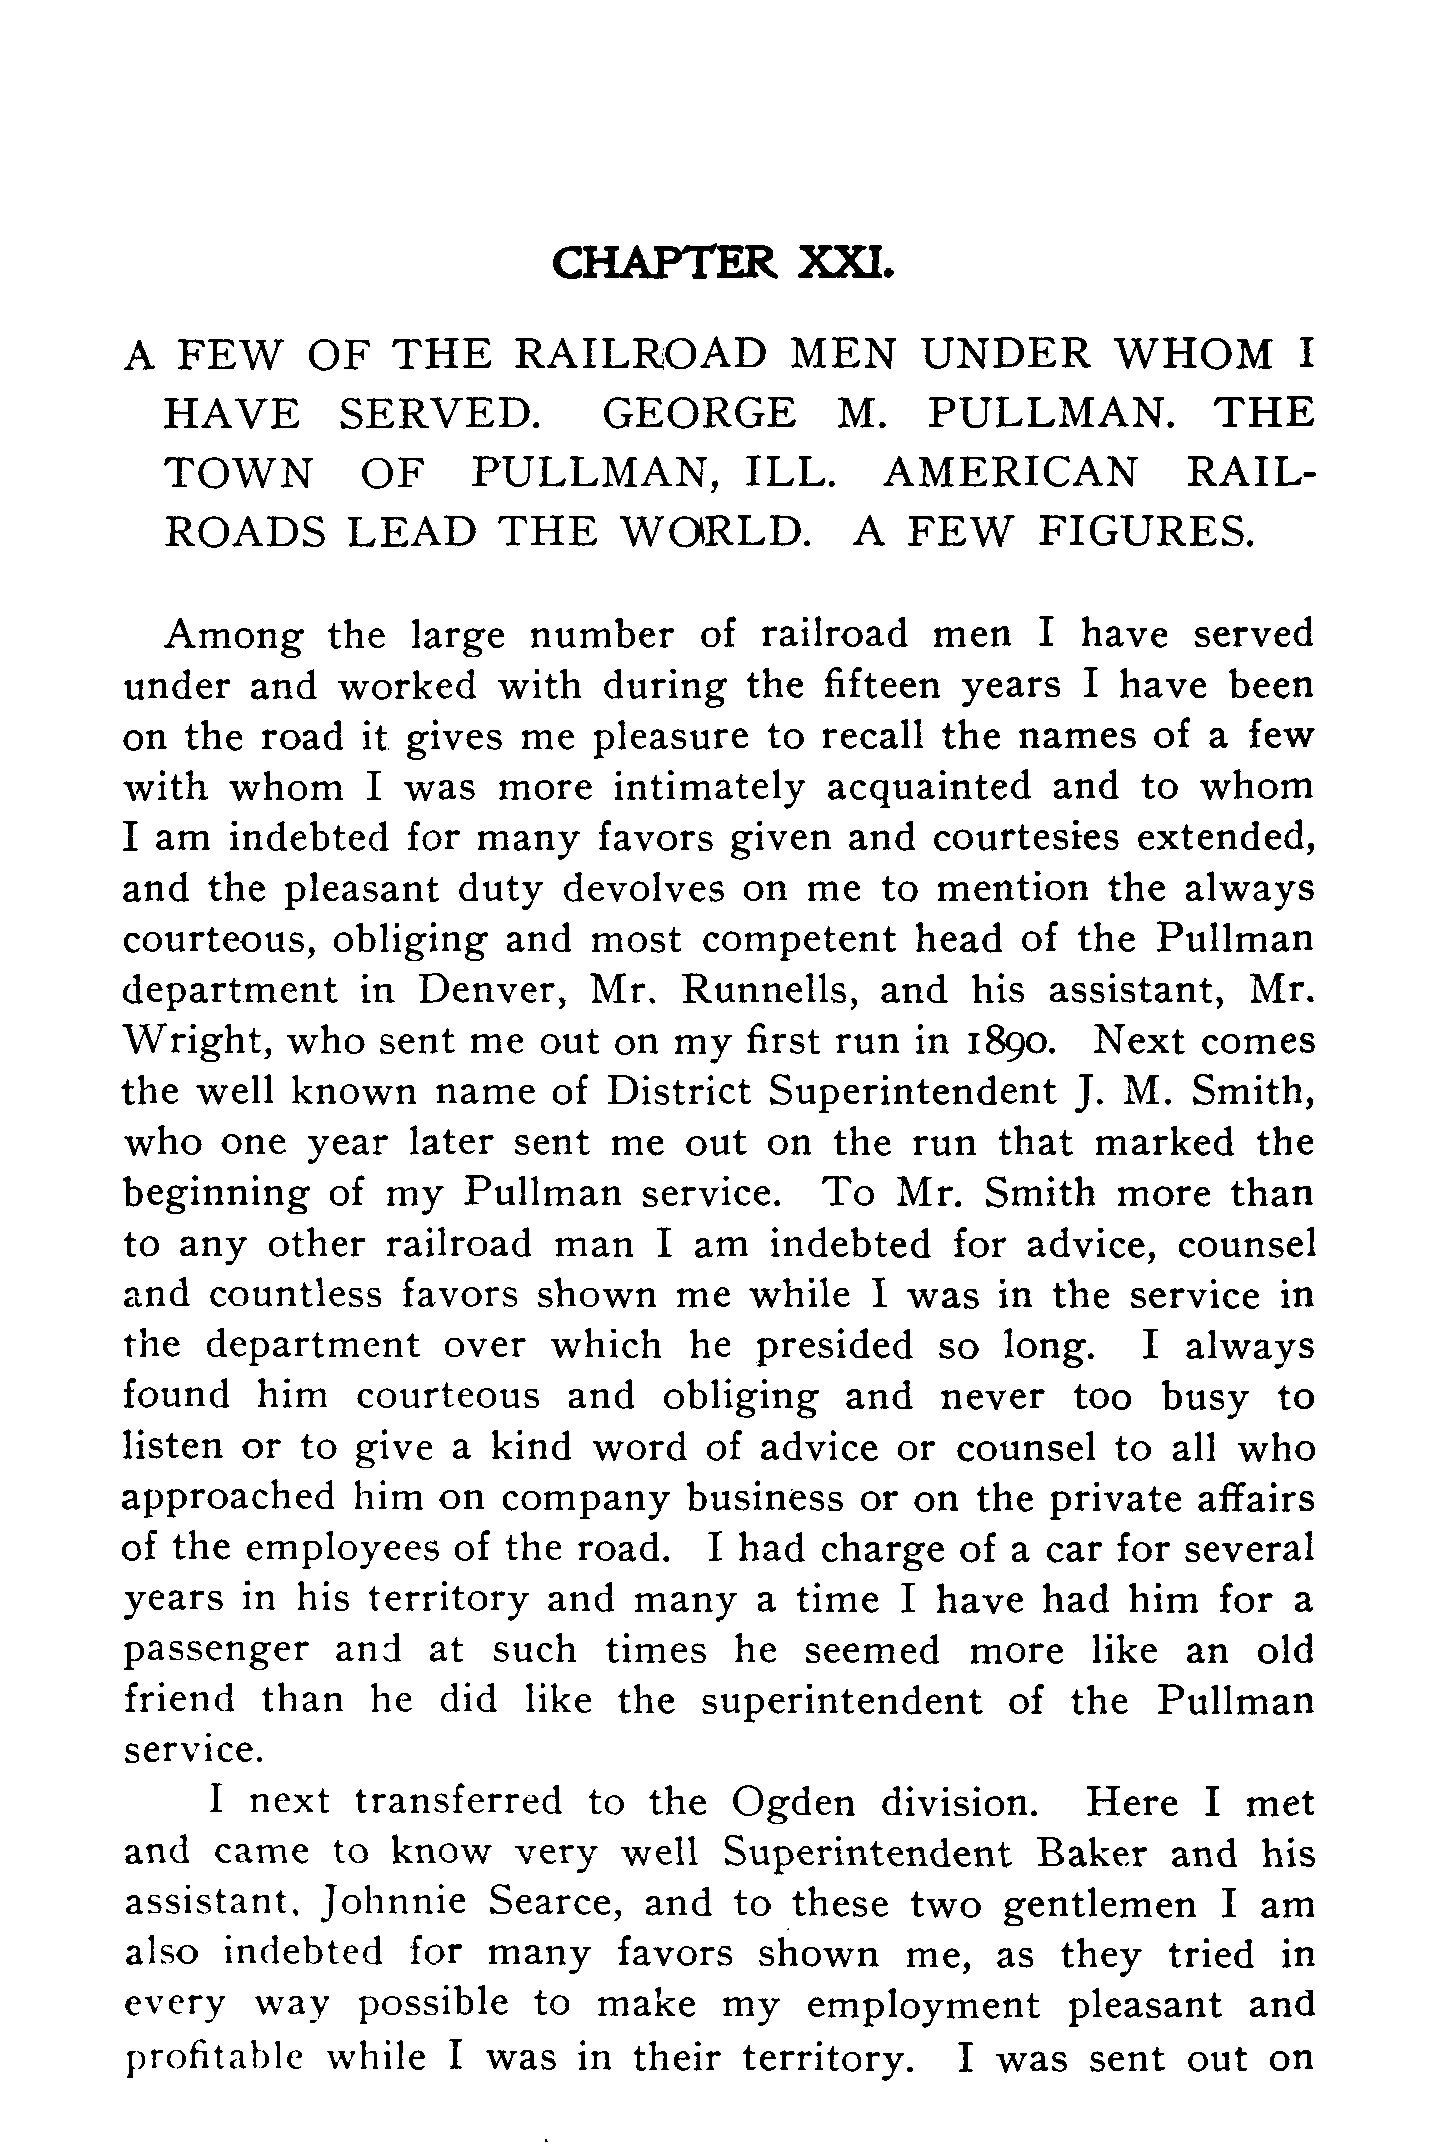 CHAPTER XXI.
A FEW OF THE RAILROAD MEN UNDER WHOM I
HAVE SERVED. GEORGE M. PULLMAN. THE
TOWN OF PULLMAN, ILL. AMERICAN RAIL-
ROADS LEAD THE WORLD. A FEW FIGURES.
Among the large number of railroad men I have served
under and worked with during the fifteen years I have been
on the road it gives me pleasure to recall the names of a few
with whom I was more intimately acquainted and to whom
I am indebted for many favors given and courtesies extended,
and the pleasant duty devolves on me to mention the always
courteous, obliging and most competent head of the Pullman
department in Denver, Mr. Runnells, and his assistant, Mr.
Wright, who sent me out on my first run in 1890. Next comes
the well known name of District Superintendent J. M. Smith,
who one year later sent me out on the run that marked the
beginning of my Pullman service. To Mr. Smith more than
to any other railroad man I am indebted for advice, counsel
and countless favors shown me while I was in the service in
the department over which he presided so long. I always
found him courteous and obliging and never too busy to
listen or to give a kind word of advice or counsel to all who
approached him on company business or on the private affairs
of the employees of the road. I had charge of a car for several
years in his territory and many a time I have had him for a
passenger and at such times he seemed more like an old
friend than he did like the superintendent of the Pullman
service.
I next transferred to the Ogden division. Here I met
and came to know very well Superintendent Baker and his
assistant, Johnnie Searce, and to these two gentlemen I am
also indebted for many favors shown me, as they tried in
every way possible to make my employment pleasant and
profitable while I was in their territory. I was sent out on